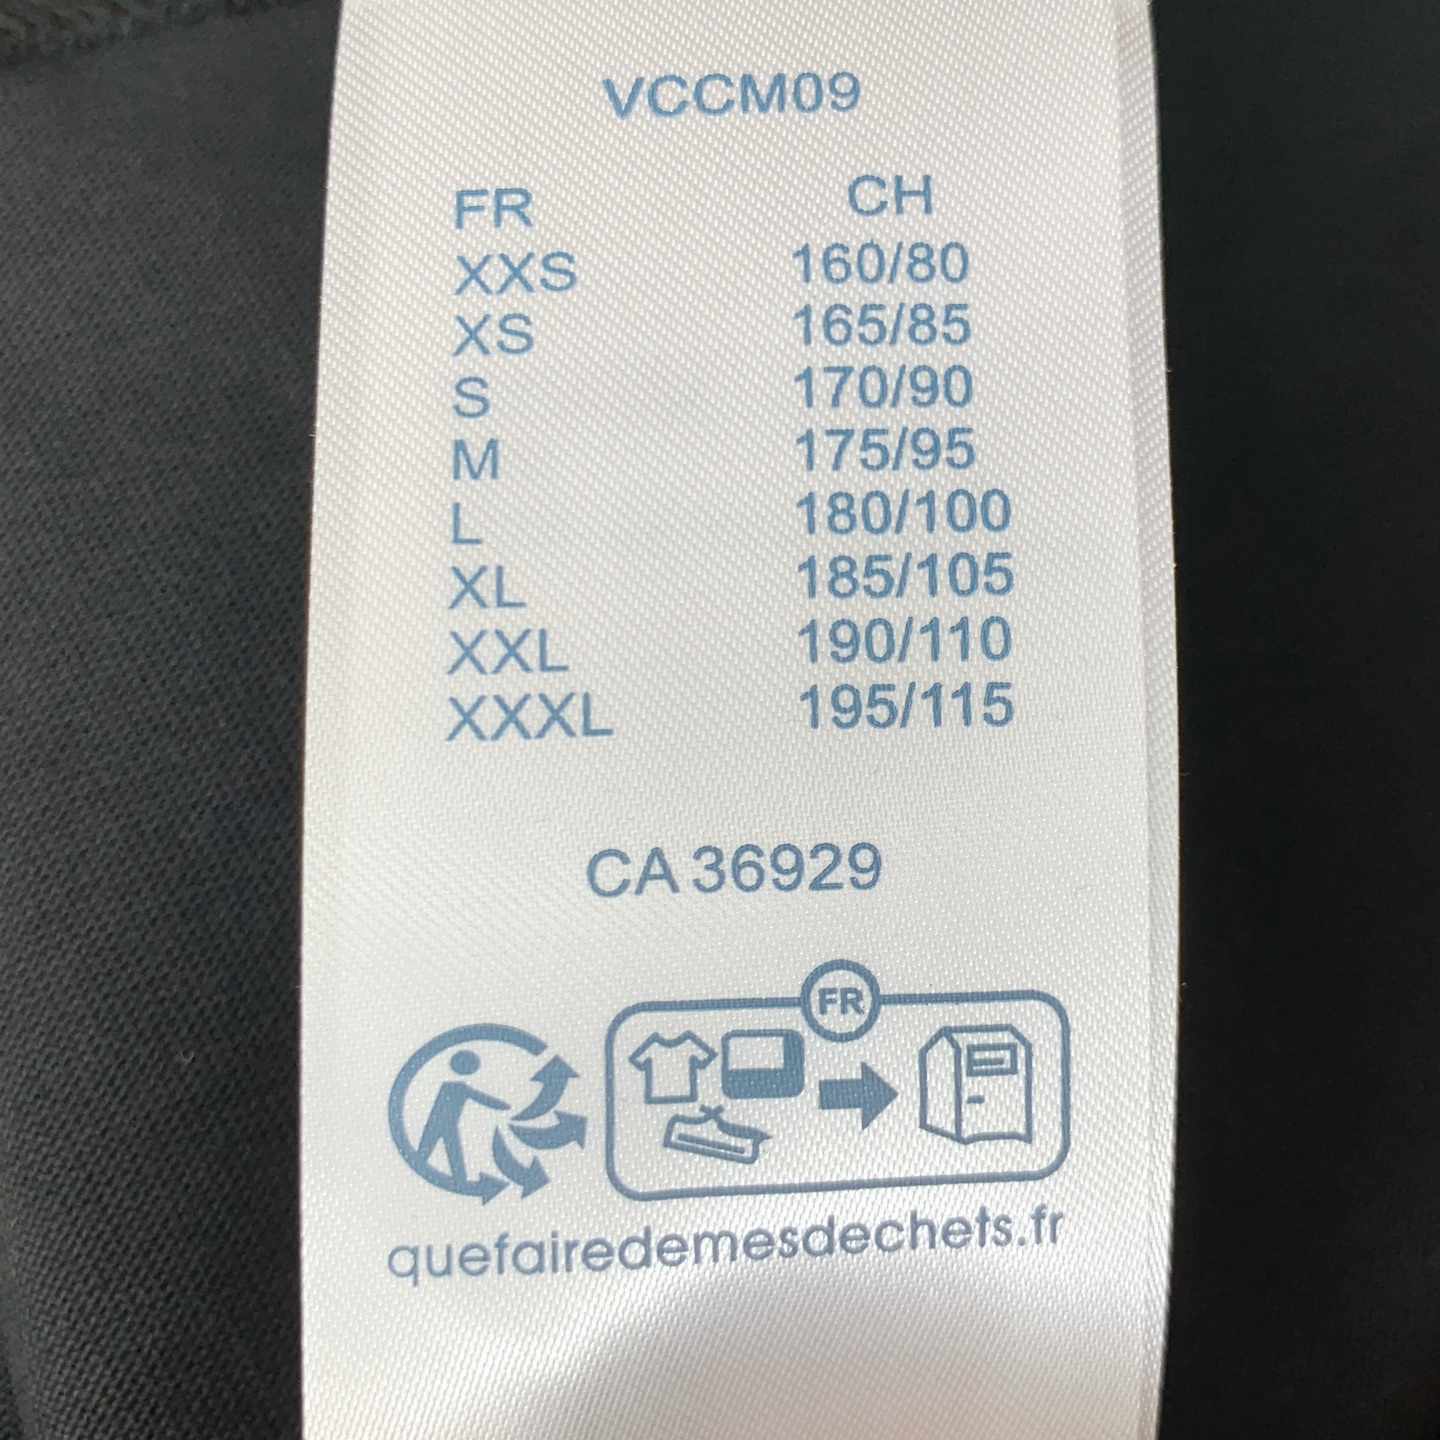 VCCM09
FR CH
XXS 160/80
XS 165/85
S 170/90
M 175/95
L 180/100
XL 185/105
XXL 190/110
XXXL 195/115
CA 36929
FR
quefairedemesdechets.fr